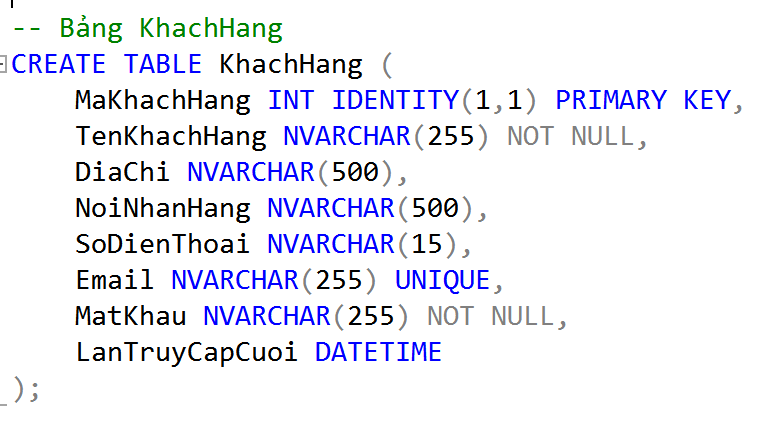 -- Bảng KhachHang
CREATE TABLE KhachHang (
    MaKhachHang INT IDENTITY(1,1) PRIMARY KEY,
    TenKhachHang NVARCHAR(255) NOT NULL,
    DiaChi NVARCHAR(500),
    NoiNhanHang NVARCHAR(500),
    SoDienThoai NVARCHAR(15),
    Email NVARCHAR(255) UNIQUE,
    MatKhau NVARCHAR(255) NOT NULL,
    LanTruyCapCuoi DATETIME
);